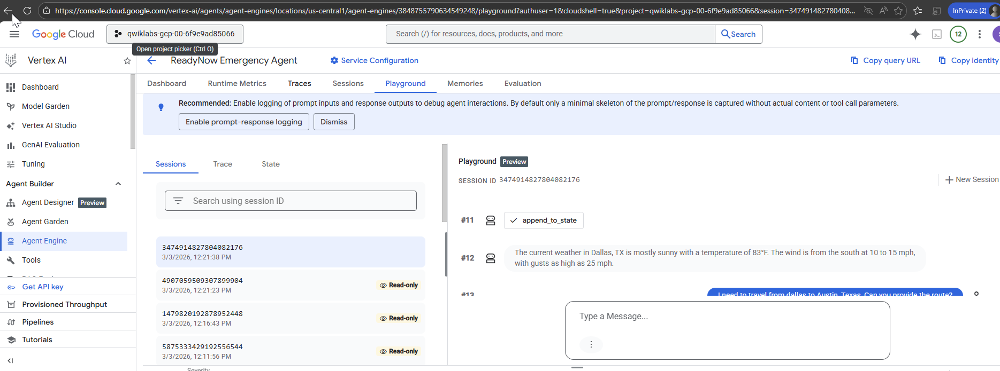 https://console.cloud.google.com/vertex-ai/agents/agent-engines/locations/us-central1/agent-engines/3848755790634549248/playground?authuser=1&cloudshell=true&project=qwiklabs-gcp-00-6f9e9ad85066&session=347491482780408...
InPrivate (2)
Google Cloud
qwiklabs-gcp-00-6f9e9ad85066
Search (/) for resources, docs, products, and more
Search
12
Open project picker (Ctrl O)
Vertex AI
ReadyNow Emergency Agent
Service Configuration
Copy query URL
Copy identity
Dashboard
Model Garden
Vertex AI Studio
GenAI Evaluation
Tuning
Agent Builder
Agent Designer Preview
Agent Garden
Agent Engine
Tools
Get API key
Provisioned Throughput
Pipelines
Tutorials
Dashboard
Runtime Metrics
Traces
Sessions
Playground
Memories
Evaluation
Recommended: Enable logging of prompt inputs and response outputs to debug agent interactions. By default only a minimal skeleton of the prompt/response is captured without actual content or tool call parameters.
Enable prompt-response logging
Dismiss
Sessions
Trace
State
Search using session ID
3474914827804082176
3/3/2026, 12:21:38 PM
4907059509307899904
3/3/2026, 12:21:23 PM
Read-only
1479820192878952448
3/3/2026, 12:16:43 PM
Read-only
5875333429192556544
3/3/2026, 12:11:56 PM
Read-only
Severity
Playground Preview
SESSION ID 3474914827804082176
New Session
#11
append_to_state
#12
The current weather in Dallas, TX is mostly sunny with a temperature of 83°F. The wind is from the south at 10 to 15 mph,
with gusts as high as 25 mph.
#13
I need to travel from dallas to Austin, Texas. Can you provide the route?
Type a Message...